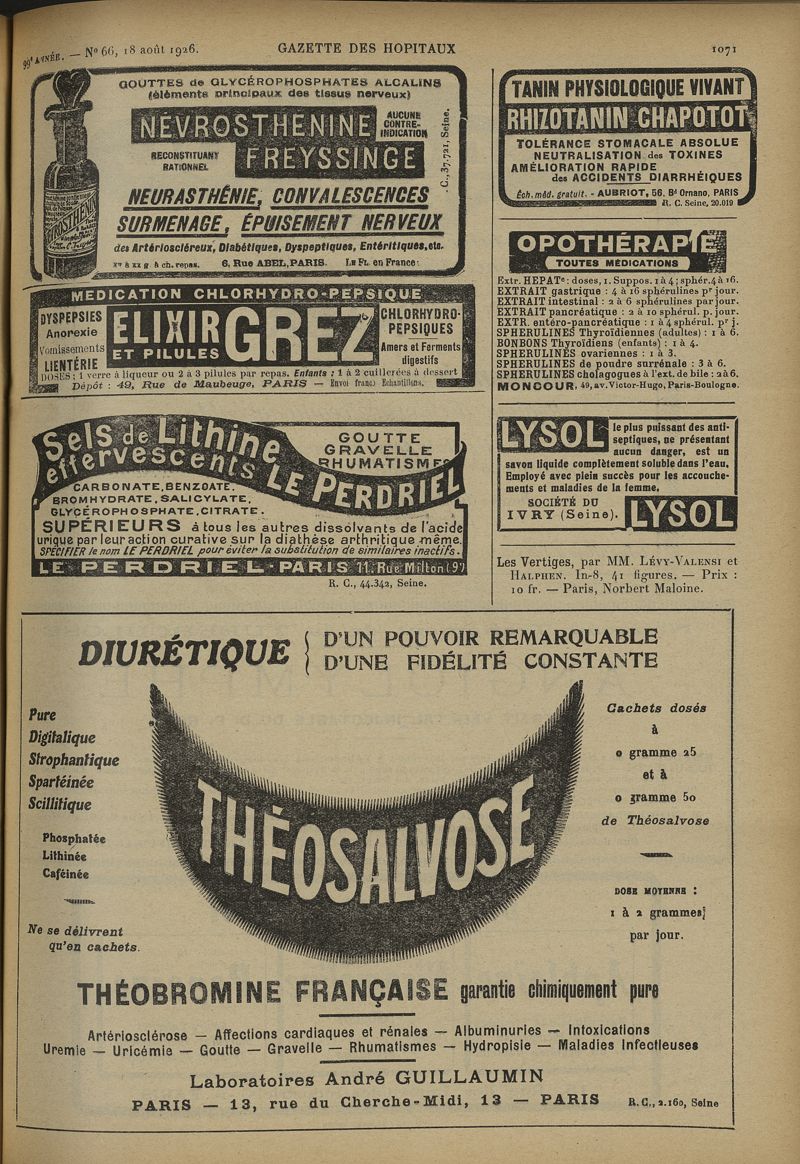 99e ANNÉE. — No 66, 18 août 1926.
GAZETTE DES HOPITAUX
1071
GOUTTES de GLYCÉROPHOSPHATES ALCALINS
(éléments principaux des tissus nerveux)
NÉVROSTHÉNINE
AUCUNE
CONTRE-
INDICATION
RECONSTITUANT
RATIONNEL
FREYSSINGE
NEURASTHÉNIE, CONVALESCENCES
SURMENAGE, ÉPUISEMENT NERVEUX
des Artérioscléreux, Diabétiques, Dyspeptiques, Entéritiques, etc.
xv à xx g. à ch. repas.
6, Rue ABEL, PARIS.
Le Ft. en France
C., 37.721, Seine.
MEDICATION CHLORHYDRO-PEPSIQUE
DYSPEPSIES
Anorexie
Vomissements
LIENTÉRIE
ELIXIR
ET PILULES
GREZ
CHLORHYDRO-
PEPSIQUES
Amers et Ferments
digestifs
DOSES : 1 verre à liqueur ou 2 à 3 pilules par repas. Enfants : 1 à 2 cuillerées à dessert
Dépôt : 49, Rue de Maubeuge, PARIS — Envoi franco Échantillons.
Sels de Lithine
effervescents LE PERDRIEL
GOUTTE
GRAVELLE
RHUMATISME
CARBONATE, BENZOATE,
BROMHYDRATE, SALICYLATE,
GLYCÉROPHOSPHATE, CITRATE.
SUPÉRIEURS à tous les autres dissolvants de l'acide
urique par leur action curative sur la diathèse arthritique même.
SPÉCIFIER le nom LE PERDRIEL pour éviter la substitution de similaires inactifs.
LE PERDRIEL - PARIS 11, Rue Milton (9e)
R. C., 44.342, Seine.
TANIN PHYSIOLOGIQUE VIVANT
RHIZOTANIN CHAPOTOT
TOLÉRANCE STOMACALE ABSOLUE
NEUTRALISATION des TOXINES
AMÉLIORATION RAPIDE
des ACCIDENTS DIARRHÉIQUES
Éch. méd. gratuit. - AUBRIOT, 56, Bd Ornano, PARIS
R. C. Seine, 20.019
OPOTHÉRAPIE
TOUTES MÉDICATIONS
Extr. HEPATe : doses, 1. Suppos. 1 à 4 ; sphér. 4 à 16.
EXTRAIT gastrique : 4 à 16 sphérulines pr jour.
EXTRAIT intestinal : 2 à 6 sphérulines par jour.
EXTRAIT pancréatique : 2 à 10 sphérul. p. jour.
EXTR. entéro-pancréatique : 1 à 4 sphérul. pr j.
SPHERULINES Thyroïdiennes (adultes) : 1 à 6.
BONBONS Thyroïdiens (enfants) : 1 à 4.
SPHERULINES ovariennes : 1 à 3.
SPHERULINES de poudre surrénale : 3 à 6.
SPHERULINES cholagogues à l'ext. de bile : 2 à 6.
MONCOUR, 49, av. Victor-Hugo, Paris-Boulogne.
LYSOL
le plus puissant des anti-
septiques, ne présentant
aucun danger, est un
savon liquide complètement soluble dans l'eau.
Employé avec plein succès pour les accouche-
ments et maladies de la femme.
SOCIÉTÉ DU
IVRY (Seine).
LYSOL
Les Vertiges, par MM. LÉVY-VALENSI et
HALPHEN. In-8, 41 figures. — Prix :
10 fr. — Paris, Norbert Maloine.
DIURÉTIQUE
D'UN POUVOIR REMARQUABLE
D'UNE FIDÉLITÉ CONSTANTE
Pure
Digitalique
Strophantique
Spartéinée
Scillitique
Phosphatée
Lithinée
Caféinée
Ne se délivrent
qu'en cachets.
THÉOSALVOSE
Cachets dosés
à
0 gramme 25
et à
0 gramme 50
de Théosalvose
DOSE MOYENNE :
1 à 2 grammes
par jour.
THÉOBROMINE FRANÇAISE garantie chimiquement pure
Artériosclérose — Affections cardiaques et rénales — Albuminuries — Intoxications
Uremie — Uricémie — Goutte — Gravelle — Rhumatismes — Hydropisie — Maladies Infectieuses
Laboratoires André GUILLAUMIN
PARIS — 13, rue du Cherche-Midi, 13 — PARIS
R. C., 2.160, Seine